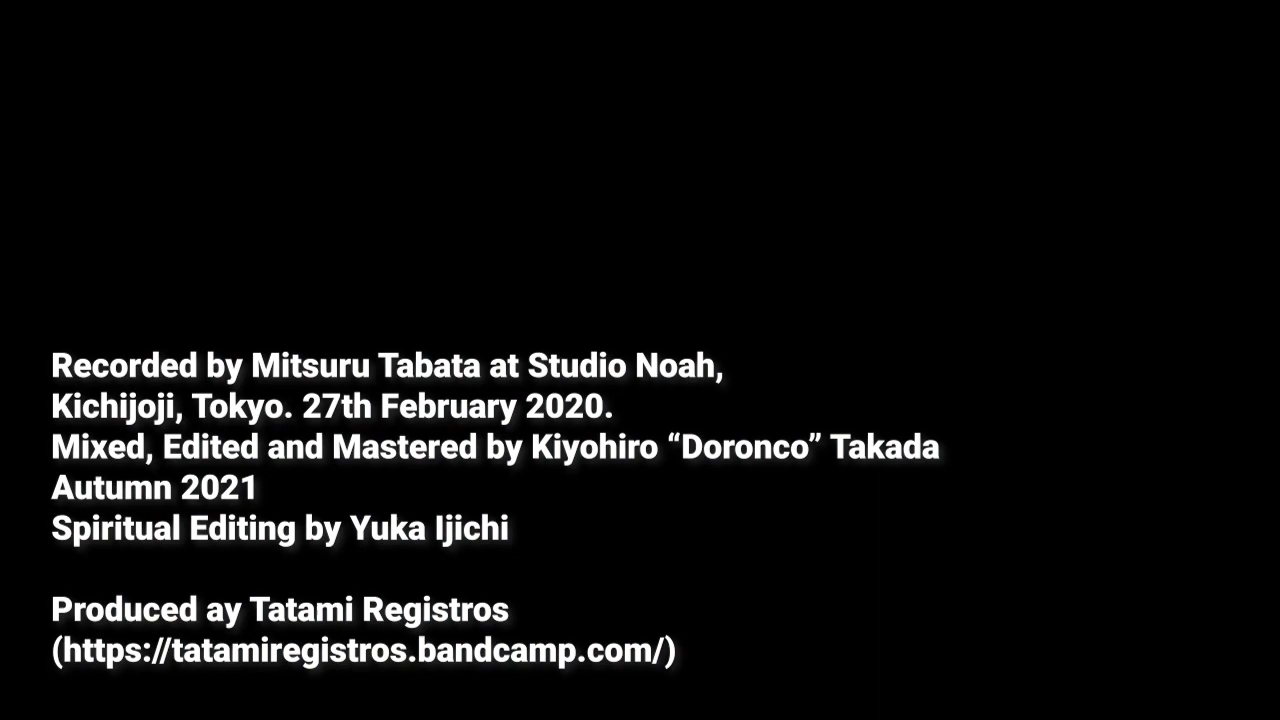 Recorded by Mitsuru Tabata at Studio Noah,
Kichijoji, Tokyo. 27th February 2020.
Mixed, Edited and Mastered by Kiyohiro “Doronco” Takada
Autumn 2021
Spiritual Editing by Yuka Ijichi
Produced ay Tatami Registros
(https://tatamiregistros.bandcamp.com/)